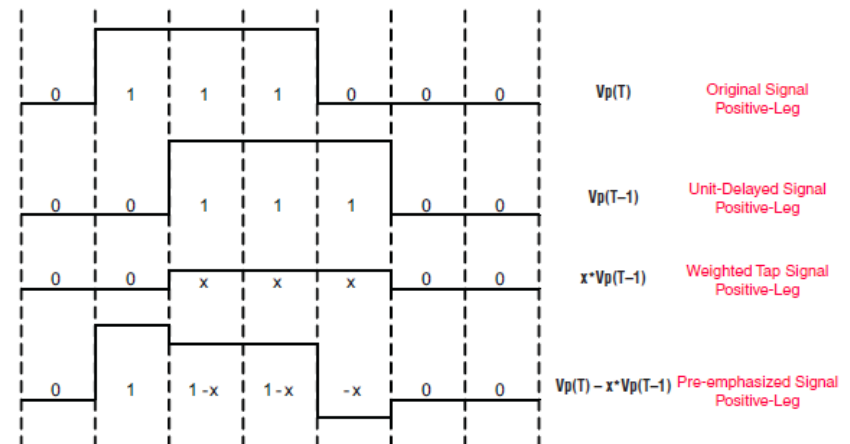 0 1 1 1 0 0 0 Vp(T) Original Signal
Positive-Leg
0 0 1 1 1 0 0 Vp(T–1) Unit-Delayed Signal
Positive-Leg
0 0 x x x 0 0 x*Vp(T–1) Weighted Tap Signal
Positive-Leg
0 1 1-x 1-x -x 0 0 Vp(T) – x*Vp(T–1) Pre-emphasized Signal
Positive-Leg